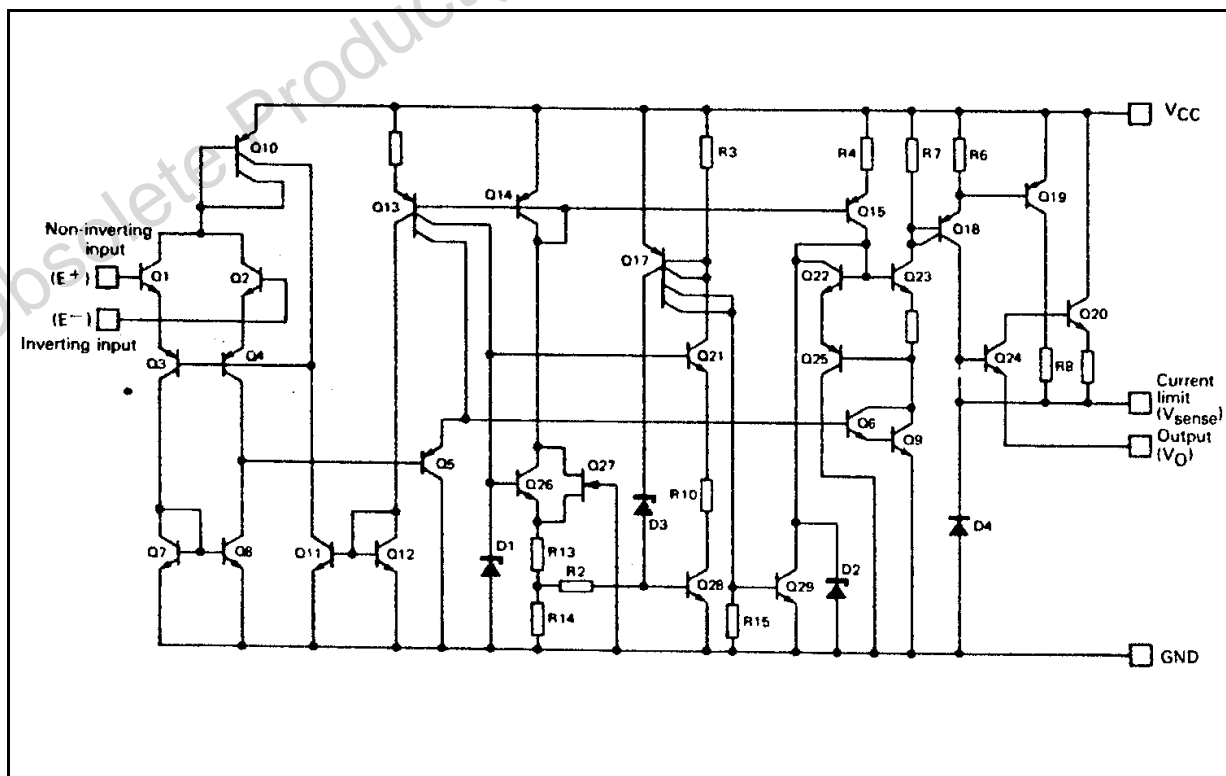 Obsolete Product
VCC
Q10
R3
R4
R7
R6
Q13
Q14
Q15
Q19
Q18
Non-inverting
input
(E+)
Q1
Q2
Q17
Q22
Q23
Q20
(E−)
Inverting input
Q3
Q4
Q21
Q25
Q24
R8
Current
limit
(Vsense)
Q5
Q6
Q9
Output
(VO)
Q26
Q27
R10
D3
D4
Q7
Q8
Q11
Q12
D1
R13
R2
Q28
Q29
D2
R14
R15
GND